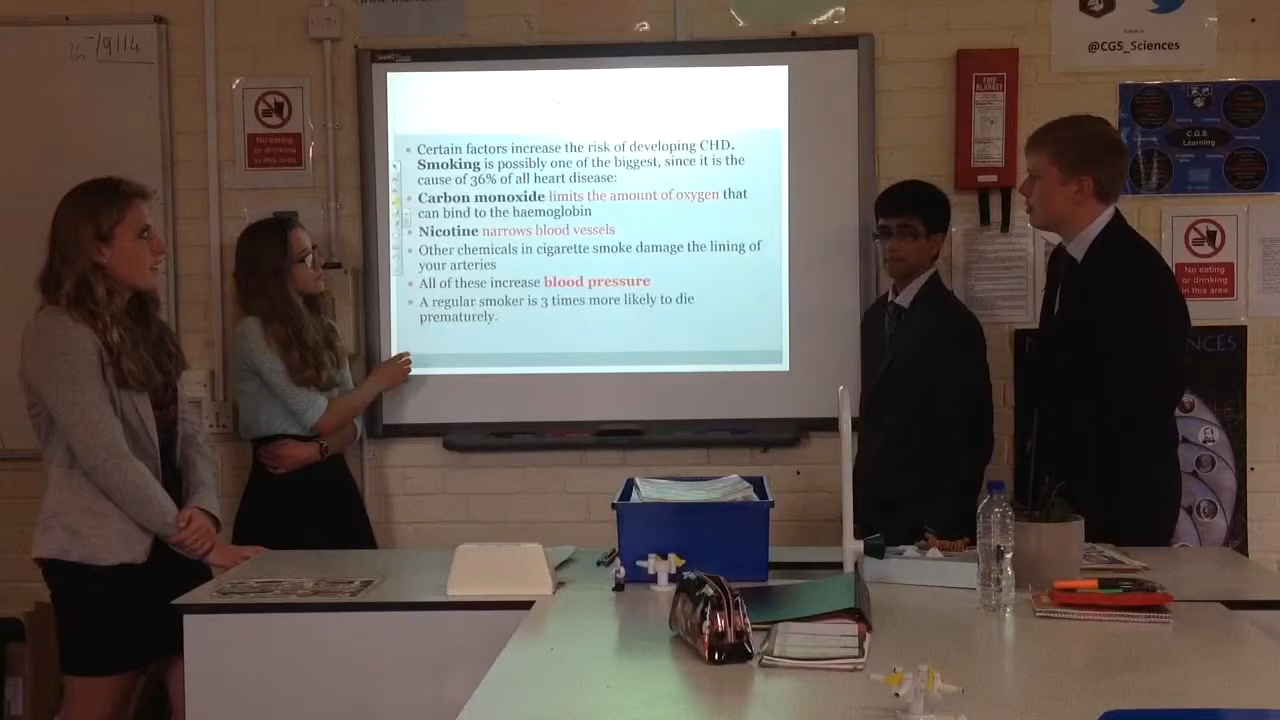 15/9/14
No eating
or drinking
in this area
Certain factors increase the risk of developing CHD.
Smoking is possibly one of the biggest, since it is the
cause of 36% of all heart disease:
Carbon monoxide limits the amount of oxygen that
can bind to the haemoglobin
Nicotine narrows blood vessels
Other chemicals in cigarette smoke damage the lining of
your arteries
All of these increase blood pressure
A regular smoker is 3 times more likely to die
prematurely.
@CGS_Sciences
FIRE
BLANKET
C.G.S.
Learning
No eating
or drinking
in this area